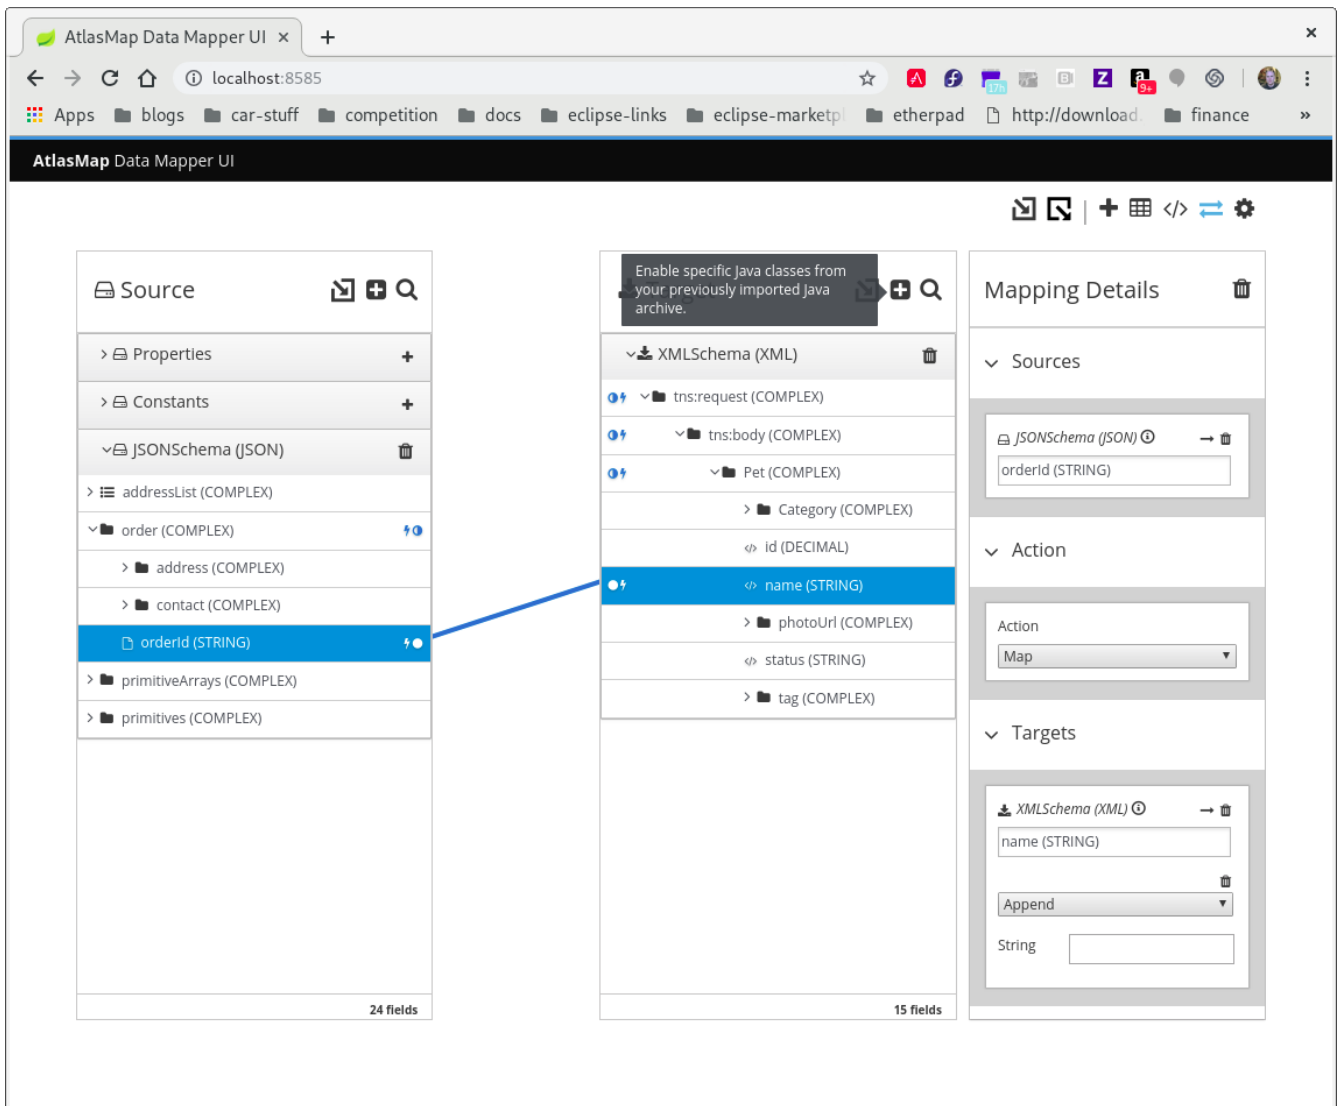 AtlasMap Data Mapper UI
localhost:8585
17h
9+
Apps blogs car-stuff competition docs eclipse-links eclipse-marketpl etherpad http://download. finance »
AtlasMap Data Mapper UI
Source
Properties
Constants
JSONSchema (JSON)
addressList (COMPLEX)
order (COMPLEX)
address (COMPLEX)
contact (COMPLEX)
orderId (STRING)
primitiveArrays (COMPLEX)
primitives (COMPLEX)
24 fields
Enable specific Java classes from
your previously imported Java
archive.
XMLSchema (XML)
tns:request (COMPLEX)
tns:body (COMPLEX)
Pet (COMPLEX)
Category (COMPLEX)
id (DECIMAL)
name (STRING)
photoUrl (COMPLEX)
status (STRING)
tag (COMPLEX)
15 fields
Mapping Details
Sources
JSONSchema (JSON)
orderId (STRING)
Action
Action
Map
Targets
XMLSchema (XML)
name (STRING)
Append
String